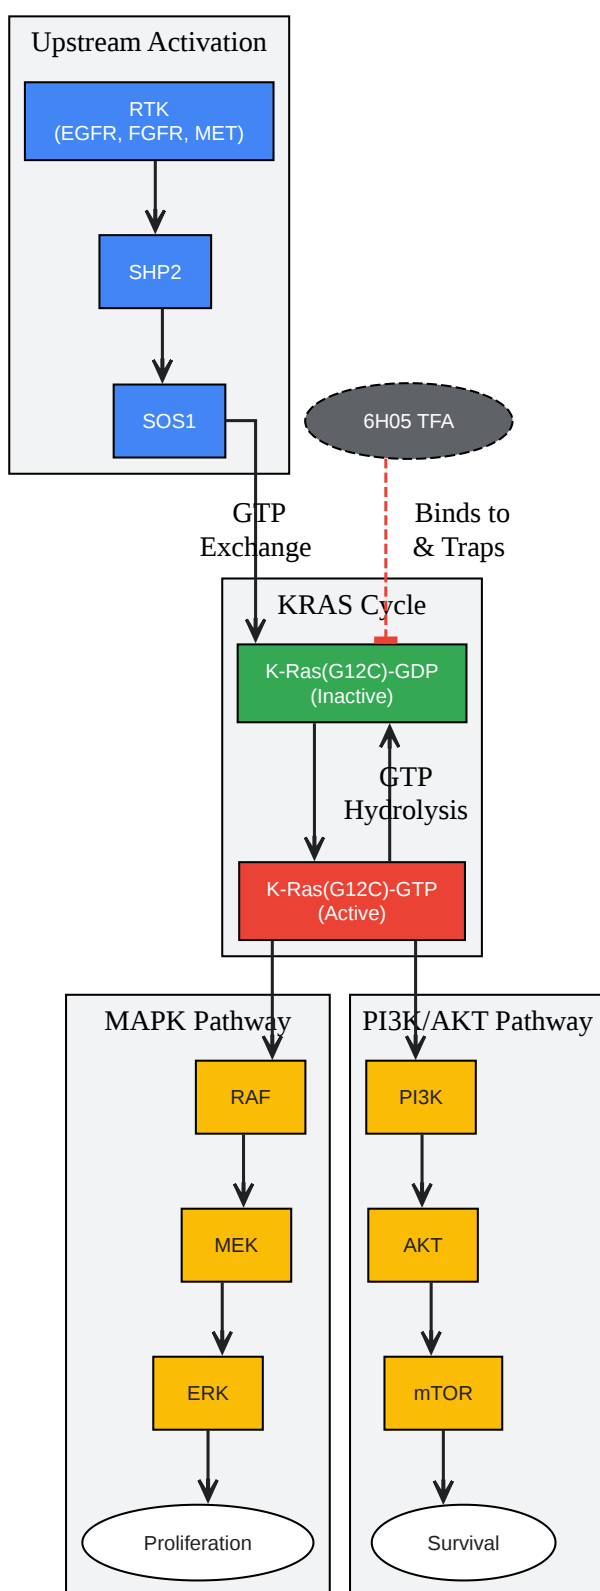 Upstream Activation
RTK
(EGFR, FGFR, MET)
SHP2
SOS1
6H05 TFA
GTP
Exchange
Binds to
& Traps
KRAS Cycle
K-Ras(G12C)-GDP
(Inactive)
GTP
Hydrolysis
K-Ras(G12C)-GTP
(Active)
MAPK Pathway
RAF
MEK
ERK
Proliferation
PI3K/AKT Pathway
PI3K
AKT
mTOR
Survival